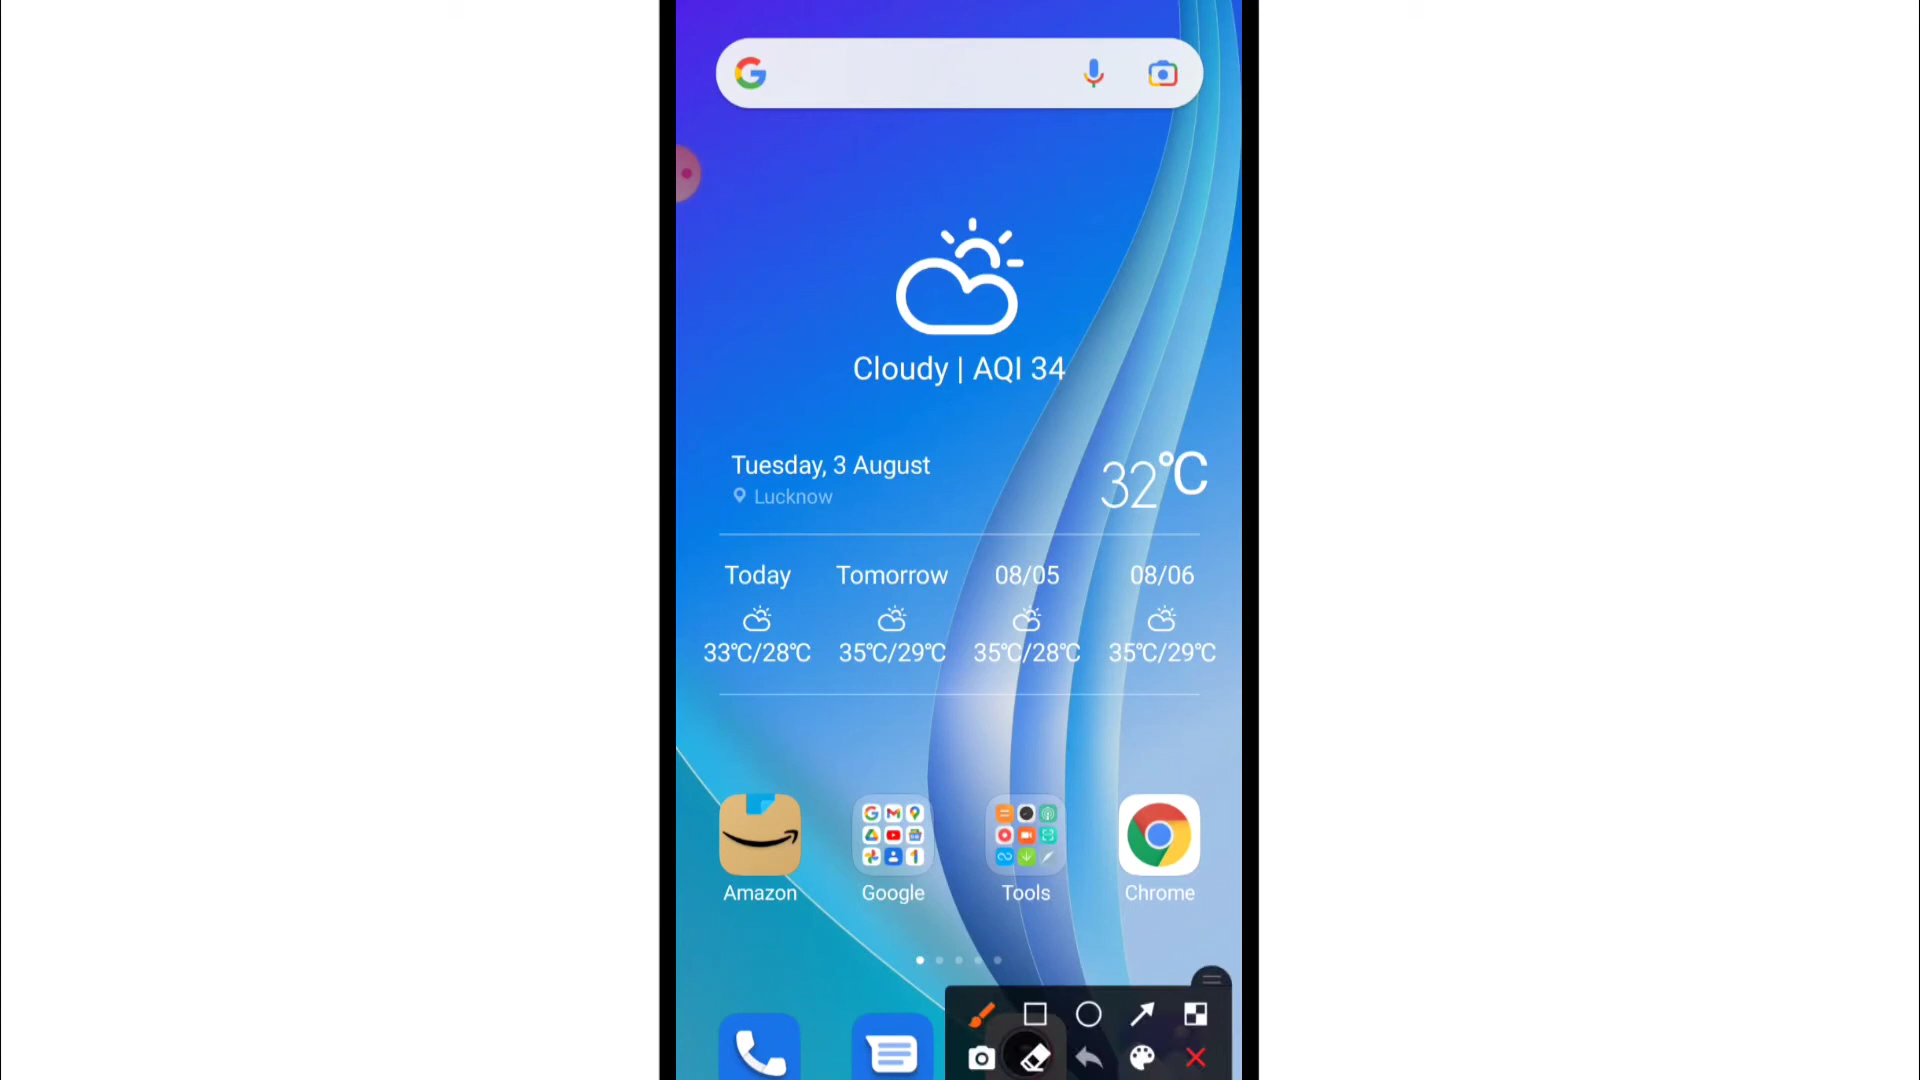 Cloudy | AQI 34
Tuesday, 3 August
32°C
Lucknow
Today Tomorrow 08/05 08/06
33°C/28°C 35°C/29°C 35°C/28°C 35°C/29°C
Amazon Google Tools Chrome